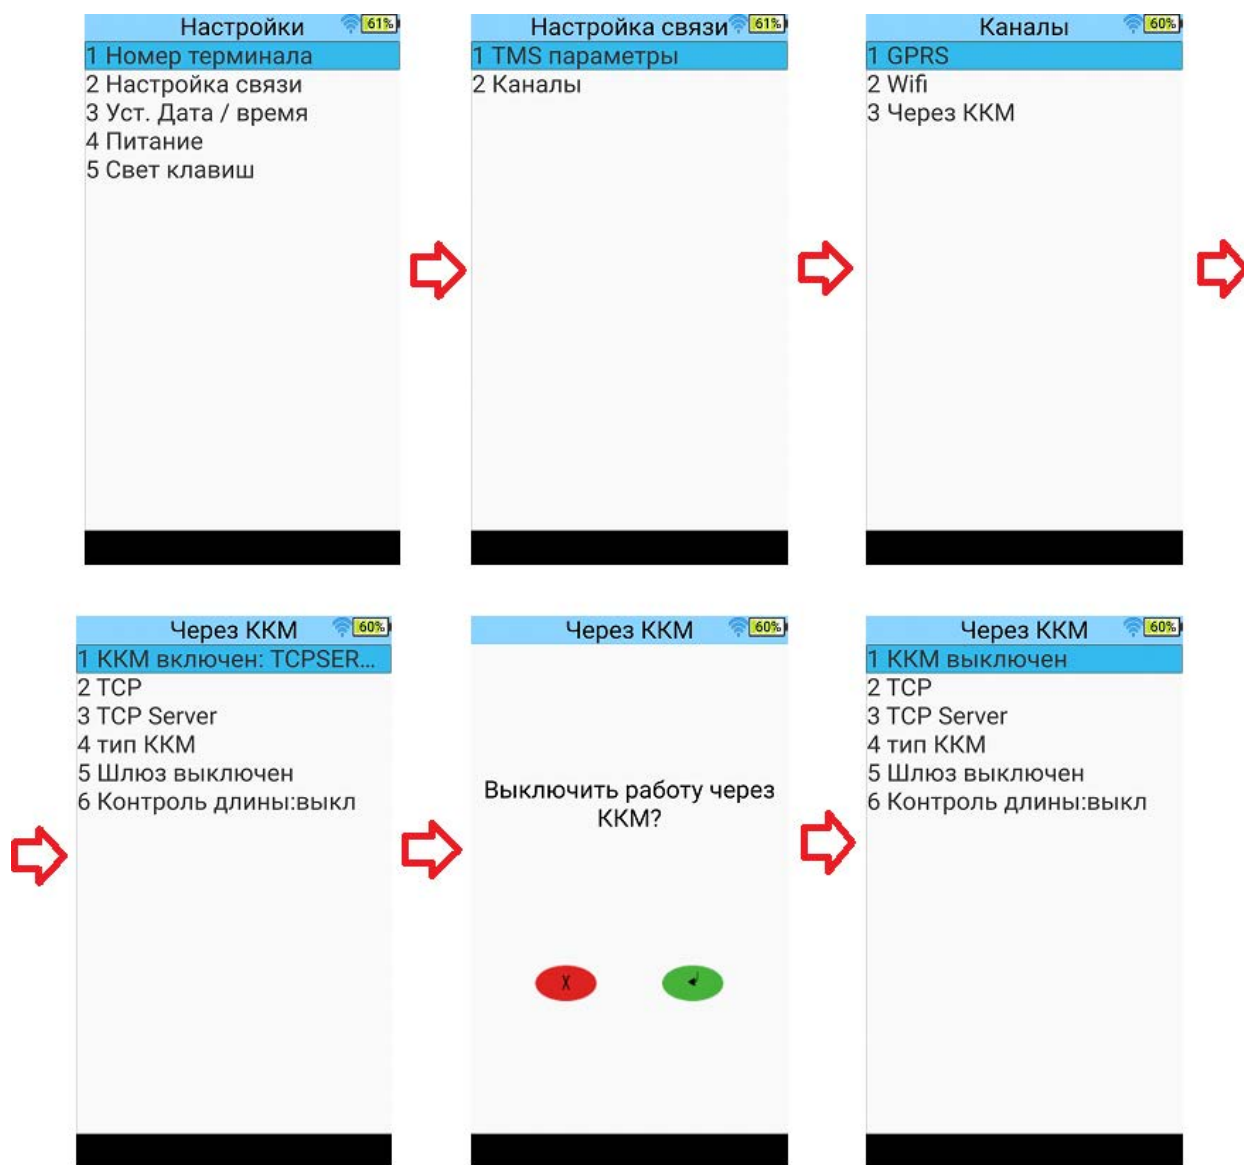 Настройки 61%
1 Номер терминала
2 Настройка связи
3 Уст. Дата / время
4 Питание
5 Свет клавиш
Настройка связи 61%
1 TMS параметры
2 Каналы
Каналы 60%
1 GPRS
2 Wifi
3 Через ККМ
Через ККМ 60%
1 ККМ включен: TCPSER...
2 TCP
3 TCP Server
4 тип ККМ
5 Шлюз выключен
6 Контроль длины:выкл
Через ККМ 60%
Выключить работу через
ККМ?
X
Через ККМ 60%
1 ККМ выключен
2 TCP
3 TCP Server
4 тип ККМ
5 Шлюз выключен
6 Контроль длины:выкл